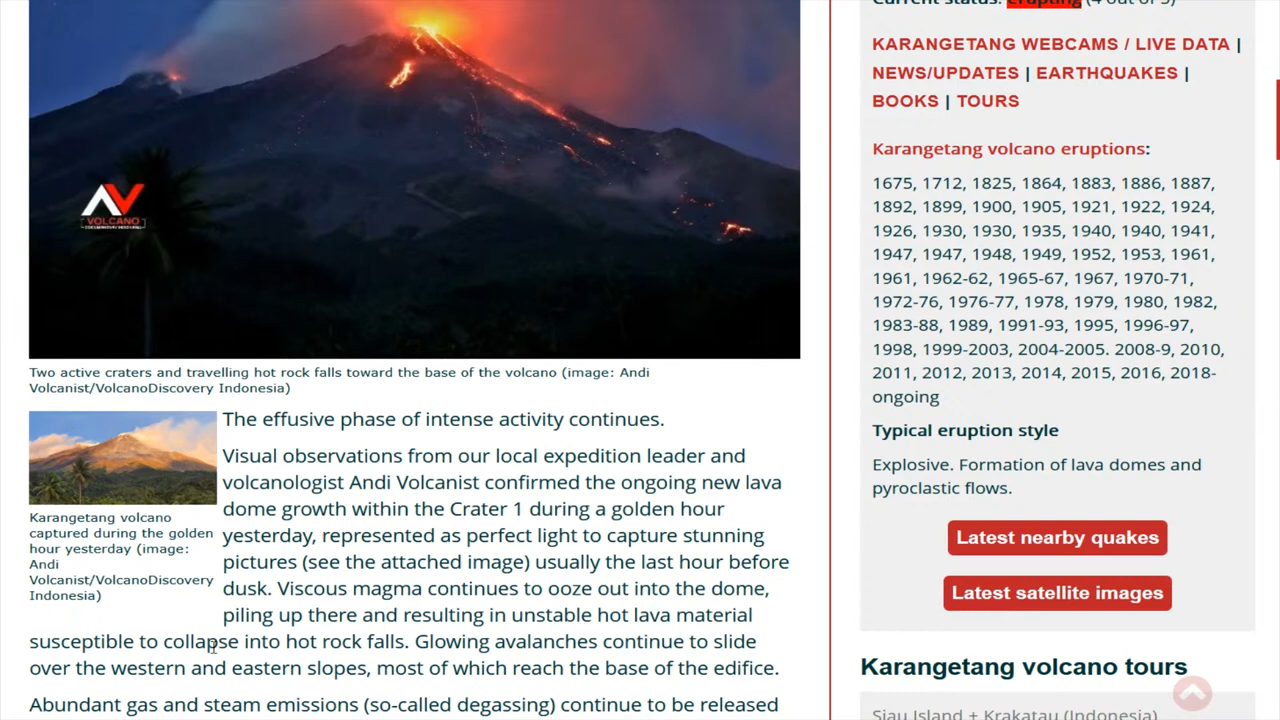 VOLCANO
Two active craters and travelling hot rock falls toward the base of the volcano (image: Andi
Volcanist/VolcanoDiscovery Indonesia)
Karangetang volcano
captured during the golden
hour yesterday (image:
Andi
Volcanist/VolcanoDiscovery
Indonesia)
The effusive phase of intense activity continues.
Visual observations from our local expedition leader and
volcanologist Andi Volcanist confirmed the ongoing new lava
dome growth within the Crater 1 during a golden hour
yesterday, represented as perfect light to capture stunning
pictures (see the attached image) usually the last hour before
dusk. Viscous magma continues to ooze out into the dome,
piling up there and resulting in unstable hot lava material
susceptible to collapse into hot rock falls. Glowing avalanches continue to slide
over the western and eastern slopes, most of which reach the base of the edifice.
Abundant gas and steam emissions (so-called degassing) continue to be released
Current status: erupting (4 out of 5)
KARANGETANG WEBCAMS / LIVE DATA |
NEWS/UPDATES | EARTHQUAKES |
BOOKS | TOURS
Karangetang volcano eruptions:
1675, 1712, 1825, 1864, 1883, 1886, 1887,
1892, 1899, 1900, 1905, 1921, 1922, 1924,
1926, 1930, 1930, 1935, 1940, 1940, 1941,
1947, 1947, 1948, 1949, 1952, 1953, 1961,
1961, 1962-62, 1965-67, 1967, 1970-71,
1972-76, 1976-77, 1978, 1979, 1980, 1982,
1983-88, 1989, 1991-93, 1995, 1996-97,
1998, 1999-2003, 2004-2005. 2008-9, 2010,
2011, 2012, 2013, 2014, 2015, 2016, 2018-
ongoing
Typical eruption style
Explosive. Formation of lava domes and
pyroclastic flows.
Latest nearby quakes
Latest satellite images
Karangetang volcano tours
Siau Island + Krakatau (Indonesia)